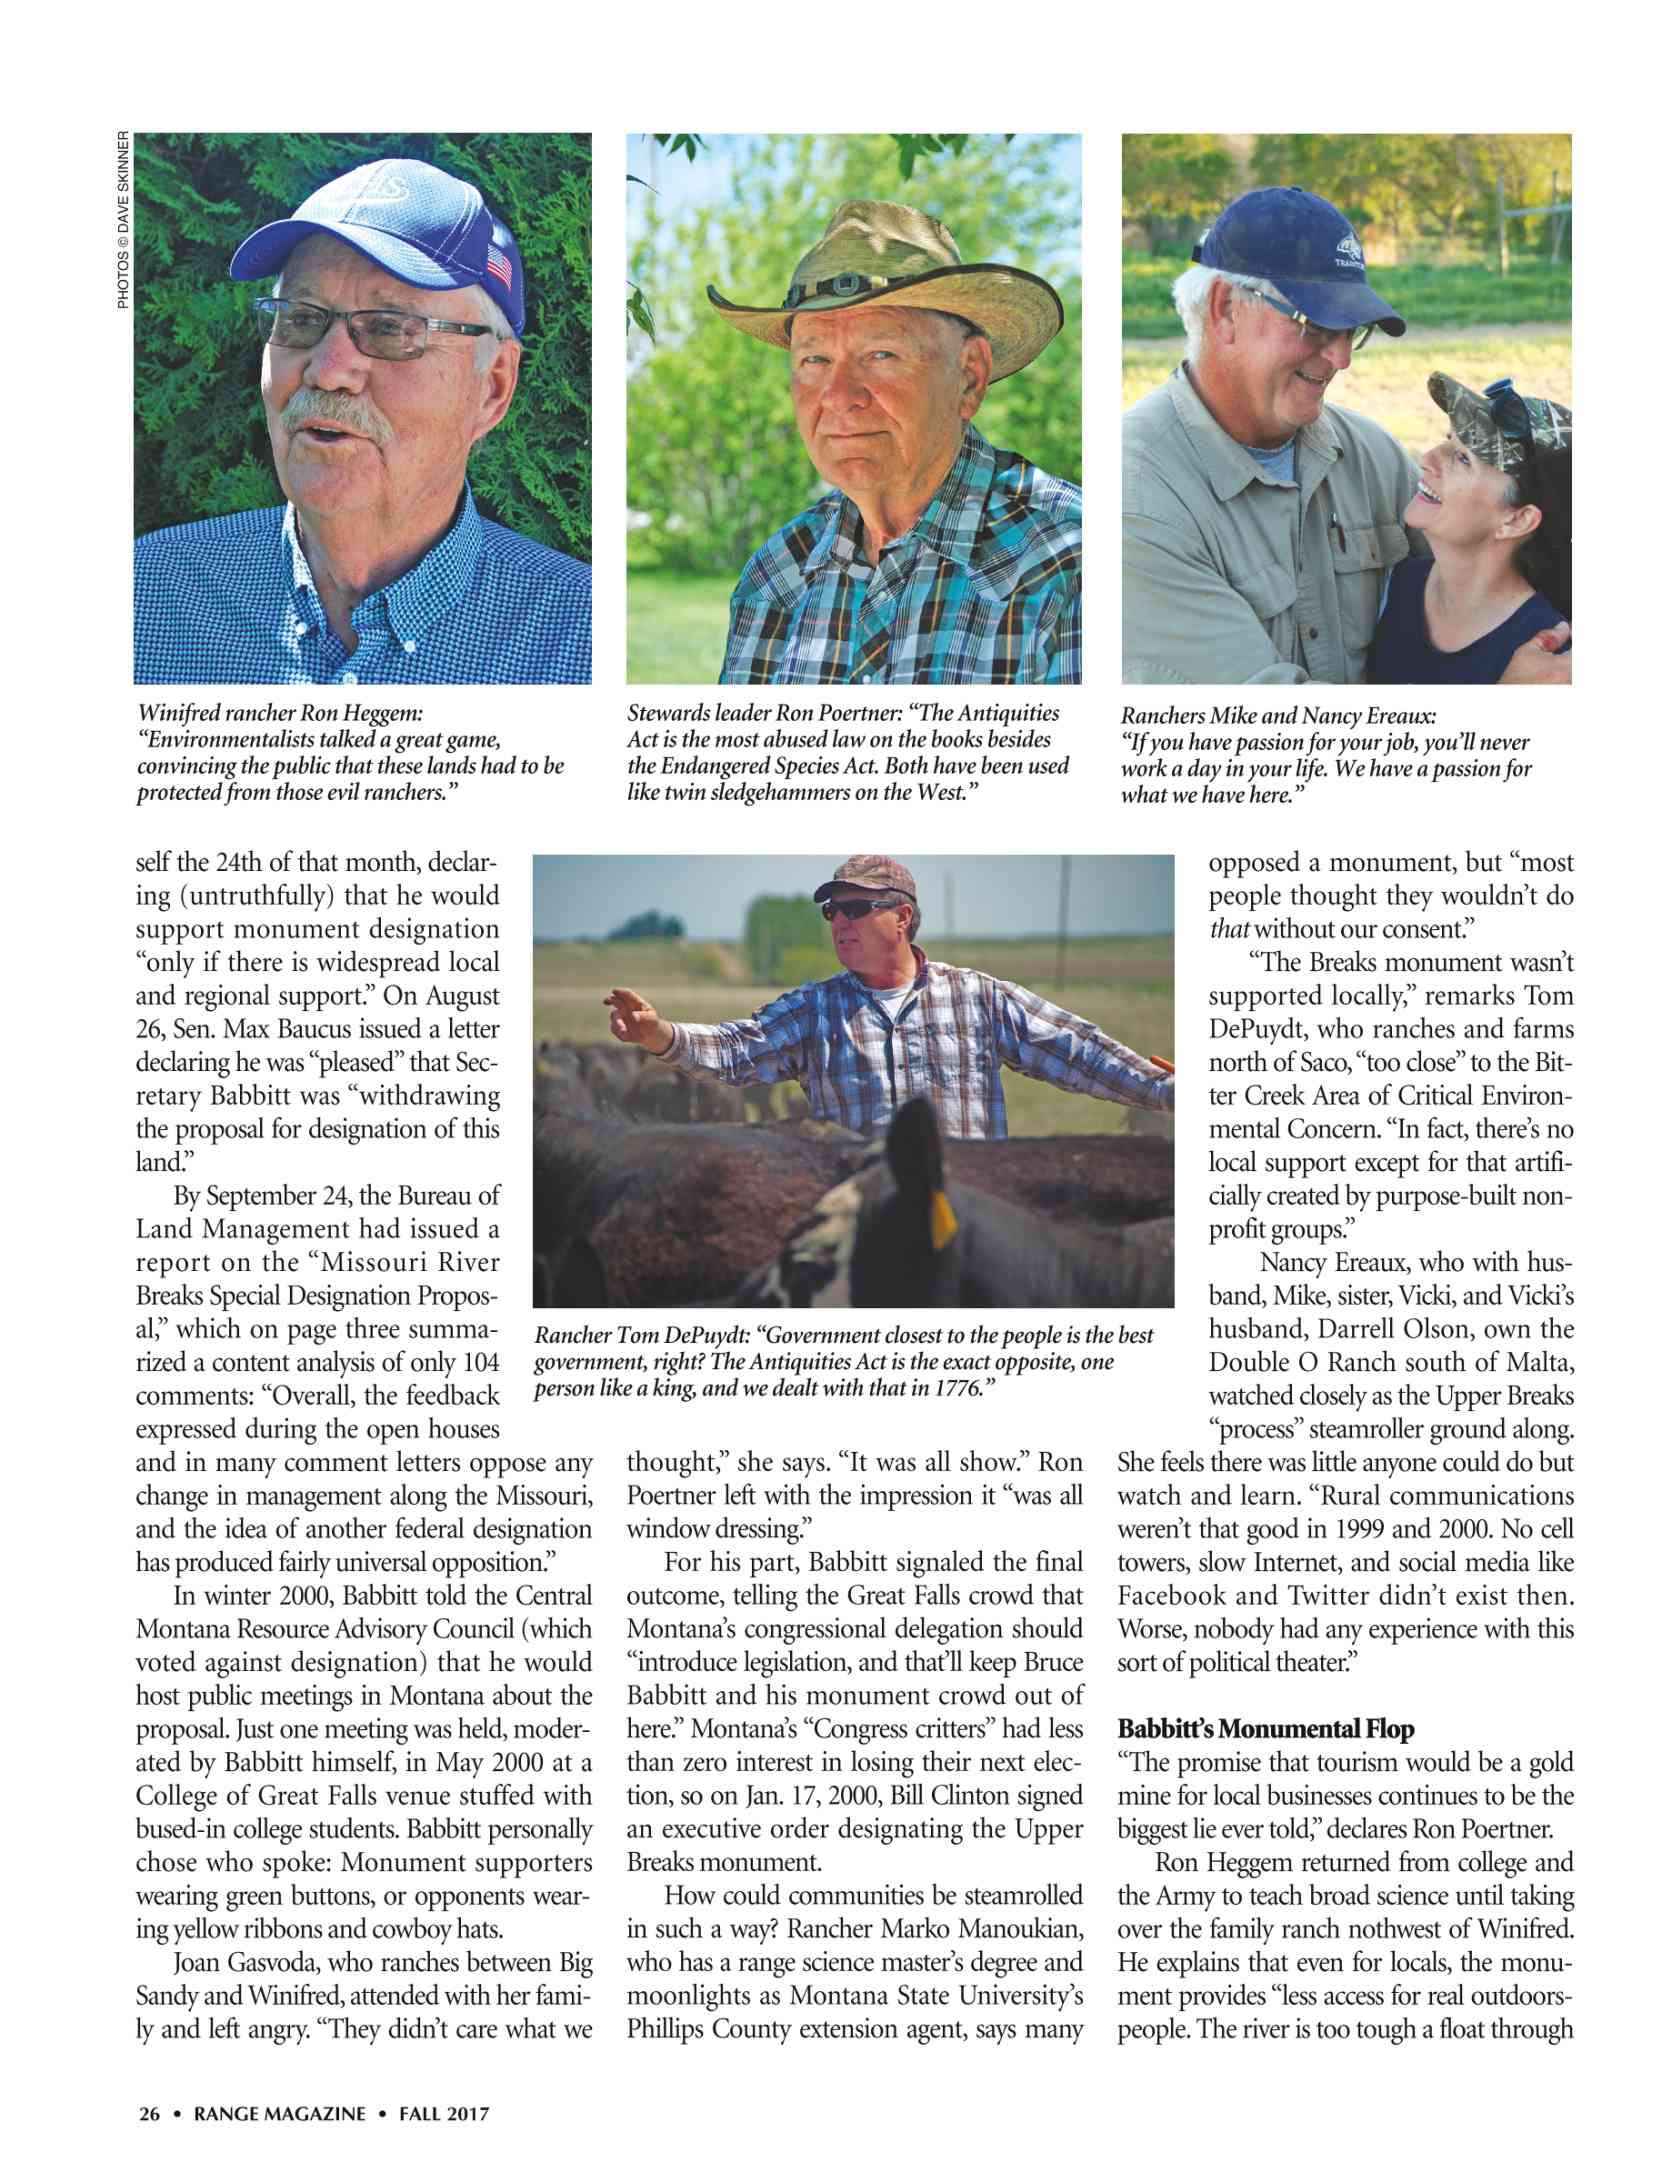 PHOTOS © DAVE SKINNER
TRADITI
Winifred rancher Ron Heggem:
“Environmentalists talked a great game,
convincing the public that these lands had to be
protected from those evil ranchers.”
Stewards leader Ron Poertner: “The Antiquities
Act is the most abused law on the books besides
the Endangered Species Act. Both have been used
like twin sledgehammers on the West.”
Ranchers Mike and Nancy Ereaux:
“If you have passion for your job, you’ll never
work a day in your life. We have a passion for
what we have here.”
self the 24th of that month, declar-
ing (untruthfully) that he would
support monument designation
“only if there is widespread local
and regional support.” On August
26, Sen. Max Baucus issued a letter
declaring he was “pleased” that Sec-
retary Babbitt was “withdrawing
the proposal for designation of this
land.”
By September 24, the Bureau of
Land Management had issued a
report on the “Missouri River
Breaks Special Designation Propos-
al,” which on page three summa-
rized a content analysis of only 104
comments: “Overall, the feedback
expressed during the open houses
and in many comment letters oppose any
change in management along the Missouri,
and the idea of another federal designation
has produced fairly universal opposition.”
In winter 2000, Babbitt told the Central
Montana Resource Advisory Council (which
voted against designation) that he would
host public meetings in Montana about the
proposal. Just one meeting was held, moder-
ated by Babbitt himself, in May 2000 at a
College of Great Falls venue stuffed with
bused-in college students. Babbitt personally
chose who spoke: Monument supporters
wearing green buttons, or opponents wear-
ing yellow ribbons and cowboy hats.
Joan Gasvoda, who ranches between Big
Sandy and Winifred, attended with her fami-
ly and left angry. “They didn’t care what we
Rancher Tom DePuydt: “Government closest to the people is the best
government, right? The Antiquities Act is the exact opposite, one
person like a king, and we dealt with that in 1776.”
thought,” she says. “It was all show.” Ron
Poertner left with the impression it “was all
window dressing.”
For his part, Babbitt signaled the final
outcome, telling the Great Falls crowd that
Montana’s congressional delegation should
“introduce legislation, and that’ll keep Bruce
Babbitt and his monument crowd out of
here.” Montana’s “Congress critters” had less
than zero interest in losing their next elec-
tion, so on Jan. 17, 2000, Bill Clinton signed
an executive order designating the Upper
Breaks monument.
How could communities be steamrolled
in such a way? Rancher Marko Manoukian,
who has a range science master’s degree and
moonlights as Montana State University’s
Phillips County extension agent, says many
opposed a monument, but “most
people thought they wouldn’t do
that without our consent.”
“The Breaks monument wasn’t
supported locally,” remarks Tom
DePuydt, who ranches and farms
north of Saco, “too close” to the Bit-
ter Creek Area of Critical Environ-
mental Concern. “In fact, there’s no
local support except for that artifi-
cially created by purpose-built non-
profit groups.”
Nancy Ereaux, who with hus-
band, Mike, sister, Vicki, and Vicki’s
husband, Darrell Olson, own the
Double O Ranch south of Malta,
watched closely as the Upper Breaks
“process” steamroller ground along.
She feels there was little anyone could do but
watch and learn. “Rural communications
weren’t that good in 1999 and 2000. No cell
towers, slow Internet, and social media like
Facebook and Twitter didn’t exist then.
Worse, nobody had any experience with this
sort of political theater.”
Babbitt’s Monumental Flop
“The promise that tourism would be a gold
mine for local businesses continues to be the
biggest lie ever told,” declares Ron Poertner.
Ron Heggem returned from college and
the Army to teach broad science until taking
over the family ranch nothwest of Winifred.
He explains that even for locals, the monu-
ment provides “less access for real outdoors-
people. The river is too tough a float through
26 • RANGE MAGAZINE • FALL 2017